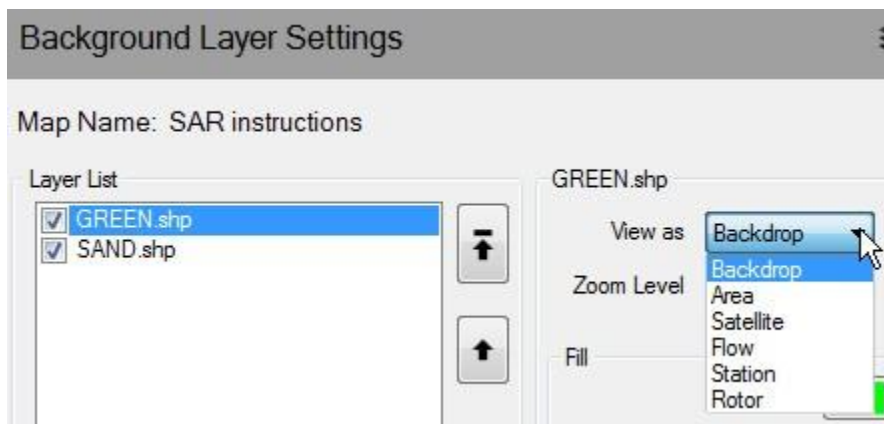 Background Layer Settings
Map Name: SAR instructions
Layer List
GREEN.shp
SAND.shp
GREEN.shp
View as
Backdrop
Backdrop
Area
Satellite
Flow
Station
Rotor
Zoom Level
Fill